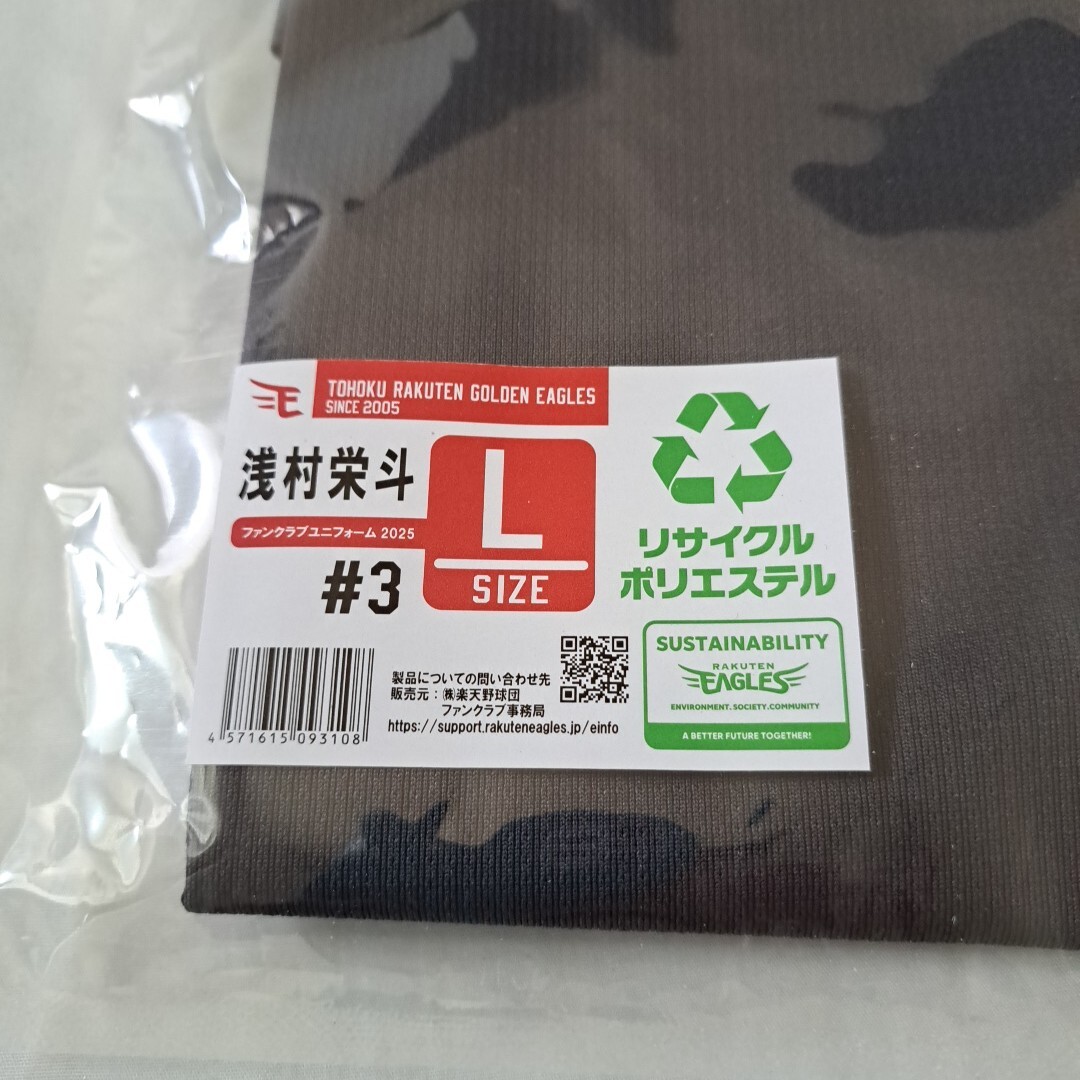 E
TOHOKU RAKUTEN GOLDEN EAGLES
SINCE 2005
浅村栄斗
ファンクラブユニフォーム 2025
#3
L
SIZE
リサイクル
ポリエステル
SUSTAINABILITY
RAKUTEN
EAGLES
ENVIRONMENT. SOCIETY. COMMUNITY
A BETTER FUTURE TOGETHER!
製品についての問い合わせ先
販売元：㈱楽天野球団
ファンクラブ事務局
https://support.rakuteneagles.jp/einfo
4 571615 093108